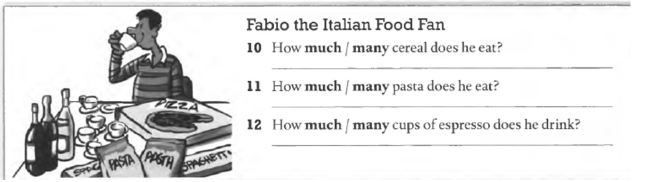 Fabio the Italian Food Fan
10 How much / many cereal does he eat?
11 How much / many pasta does he eat?
12 How much / many cups of espresso does he drink?
PIZZA
PASTA
PASTA
SPAGHETTI